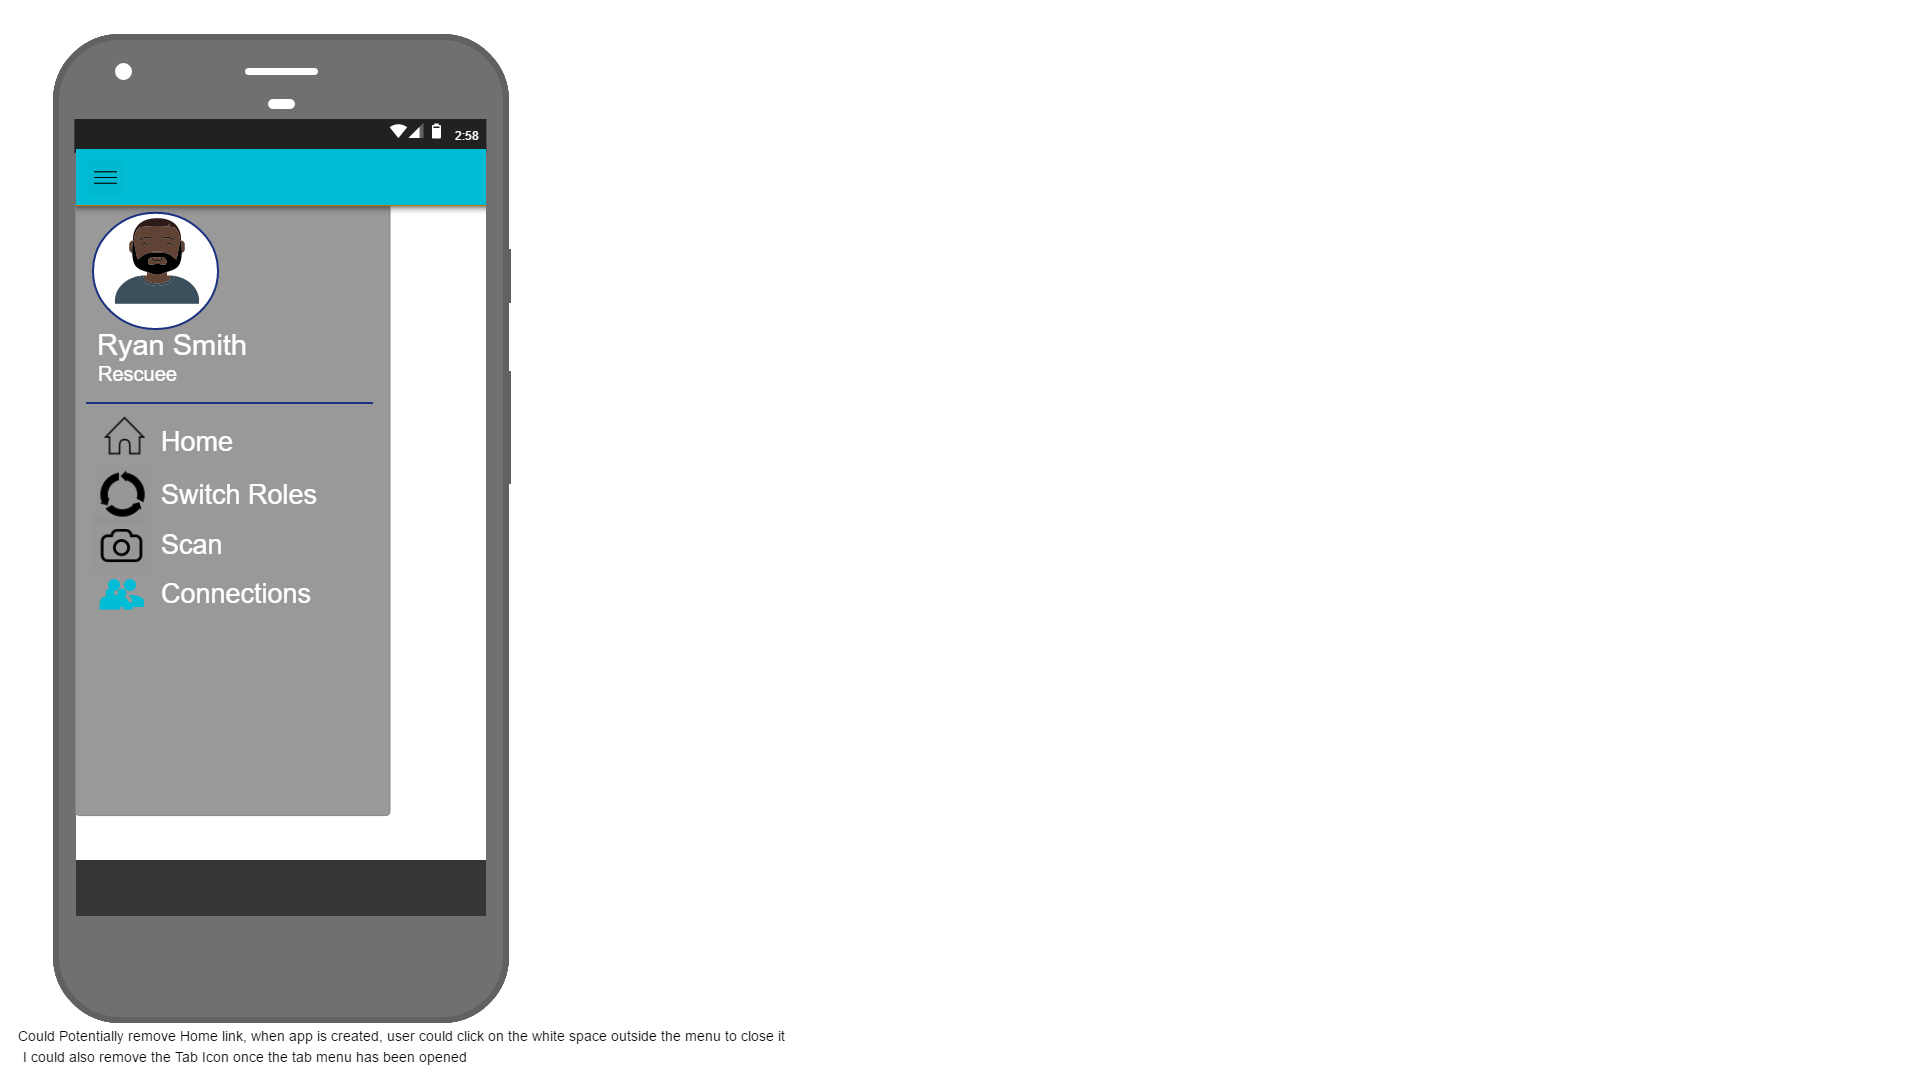 2:58
Ryan Smith
Rescuee
Home
Switch Roles
Scan
Connections
Could Potentially remove Home link, when app is created, user could click on the white space outside the menu to close it
I could also remove the Tab Icon once the tab menu has been opened